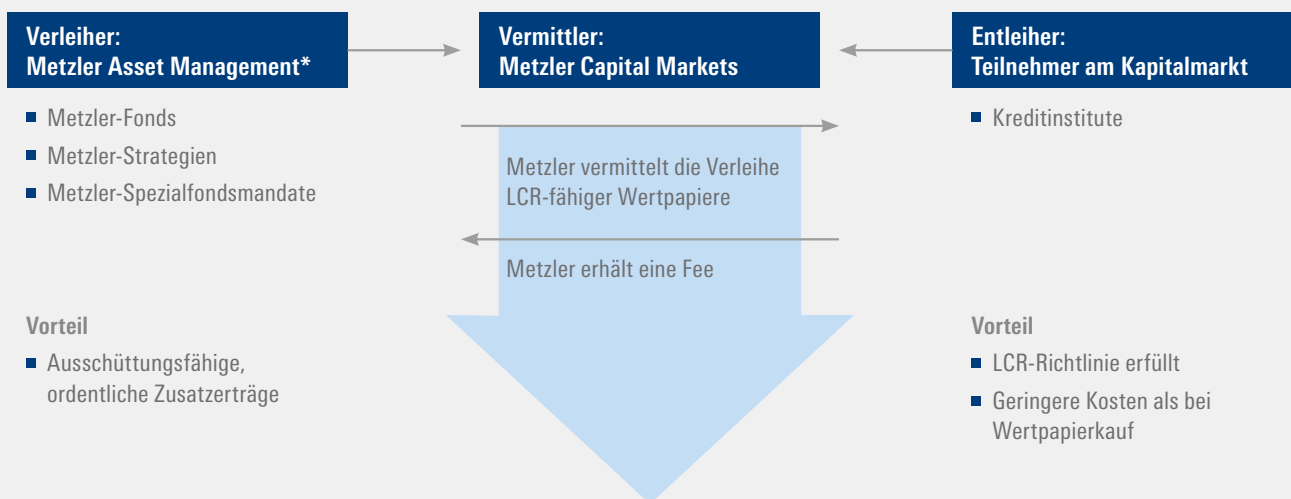 Verleiher:
Metzler Asset Management*
Metzler-Fonds
Metzler-Strategien
Metzler-Spezialfondsmandate
Vorteil
Ausschüttungsfähige,
ordentliche Zusatzerträge
Vermittler:
Metzler Capital Markets
Metzler vermittelt die Verleihe
LCR-fähiger Wertpapiere
Metzler erhält eine Fee
Entleiher:
Teilnehmer am Kapitalmarkt
Kreditinstitute
Vorteil
LCR-Richtlinie erfüllt
Geringere Kosten als bei
Wertpapierkauf